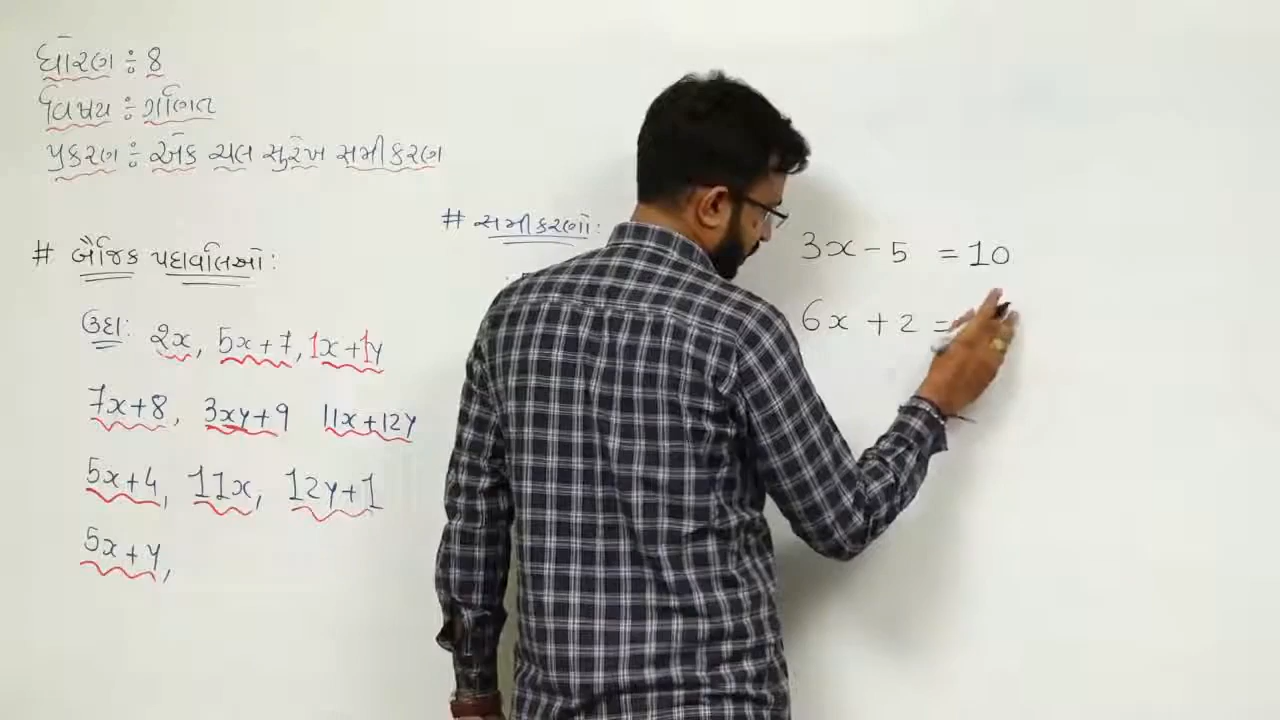 ધોરણ ÷ 8
વિષય ÷ ગણિત
પ્રકરણ ÷ એક ચલ સુરેખ સમીકરણ
# બૈજિક પદાવલિઓ :
ઉદા: 2x, 5x+7, 1x+1y
7x+8, 3xy+9 11x+12y
5x+4, 11x, 12y+1
5x+y,
# સમીકરણો:
3x-5 =10
6x +2 =